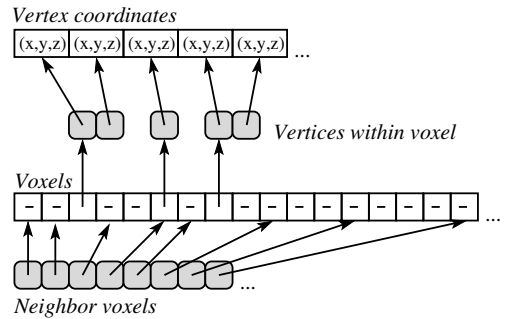 Vertex coordinates
(x,y,z) (x,y,z) (x,y,z) (x,y,z) (x,y,z) ...
Vertices within voxel
Voxels
- - - - - - - - - - - - - - ...
...
Neighbor voxels